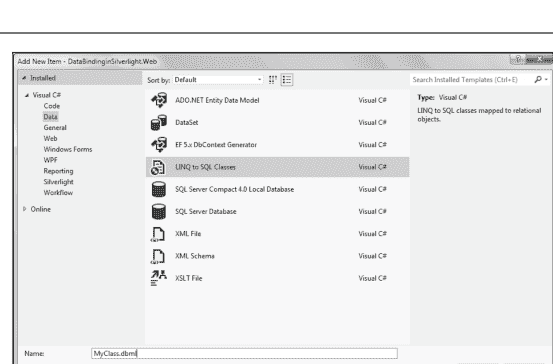 Add New Item - DataBindinginSilverlight.Web
Installed
Sort by: Default
Search Installed Templates (Ctrl+E)
Visual C#
Code
Data
General
Web
Windows Forms
WPF
Reporting
Silverlight
Workflow
Online
ADO.NET Entity Data Model Visual C#
DataSet Visual C#
EF 5.x DbContext Generator Visual C#
LINQ to SQL Classes Visual C#
SQL Server Compact 4.0 Local Database Visual C#
SQL Server Database Visual C#
XML File Visual C#
XML Schema Visual C#
XSLT File Visual C#
Type: Visual C#
LINQ to SQL classes mapped to relational
objects.
Name: MyClass.dbml